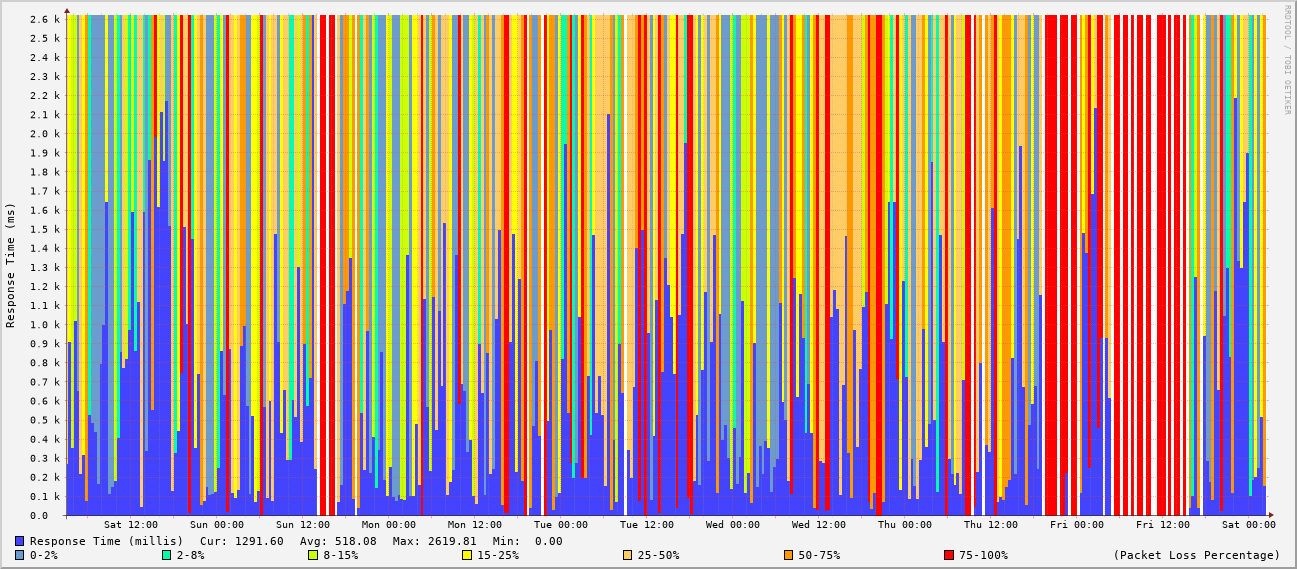 RRDTOOL / TOBI OETIKER
Response Time (ms)
2.6 k
2.5 k
2.4 k
2.3 k
2.2 k
2.1 k
2.0 k
1.9 k
1.8 k
1.7 k
1.6 k
1.5 k
1.4 k
1.3 k
1.2 k
1.1 k
1.0 k
0.9 k
0.8 k
0.7 k
0.6 k
0.5 k
0.4 k
0.3 k
0.2 k
0.1 k
0.0
Sat 12:00 Sun 00:00 Sun 12:00 Mon 00:00 Mon 12:00 Tue 00:00 Tue 12:00 Wed 00:00 Wed 12:00 Thu 00:00 Thu 12:00 Fri 00:00 Fri 12:00 Sat 00:00
Response Time (millis) Cur: 1291.60 Avg: 518.08 Max: 2619.81 Min: 0.00
0-2% 2-8% 8-15% 15-25% 25-50% 50-75% 75-100% (Packet Loss Percentage)